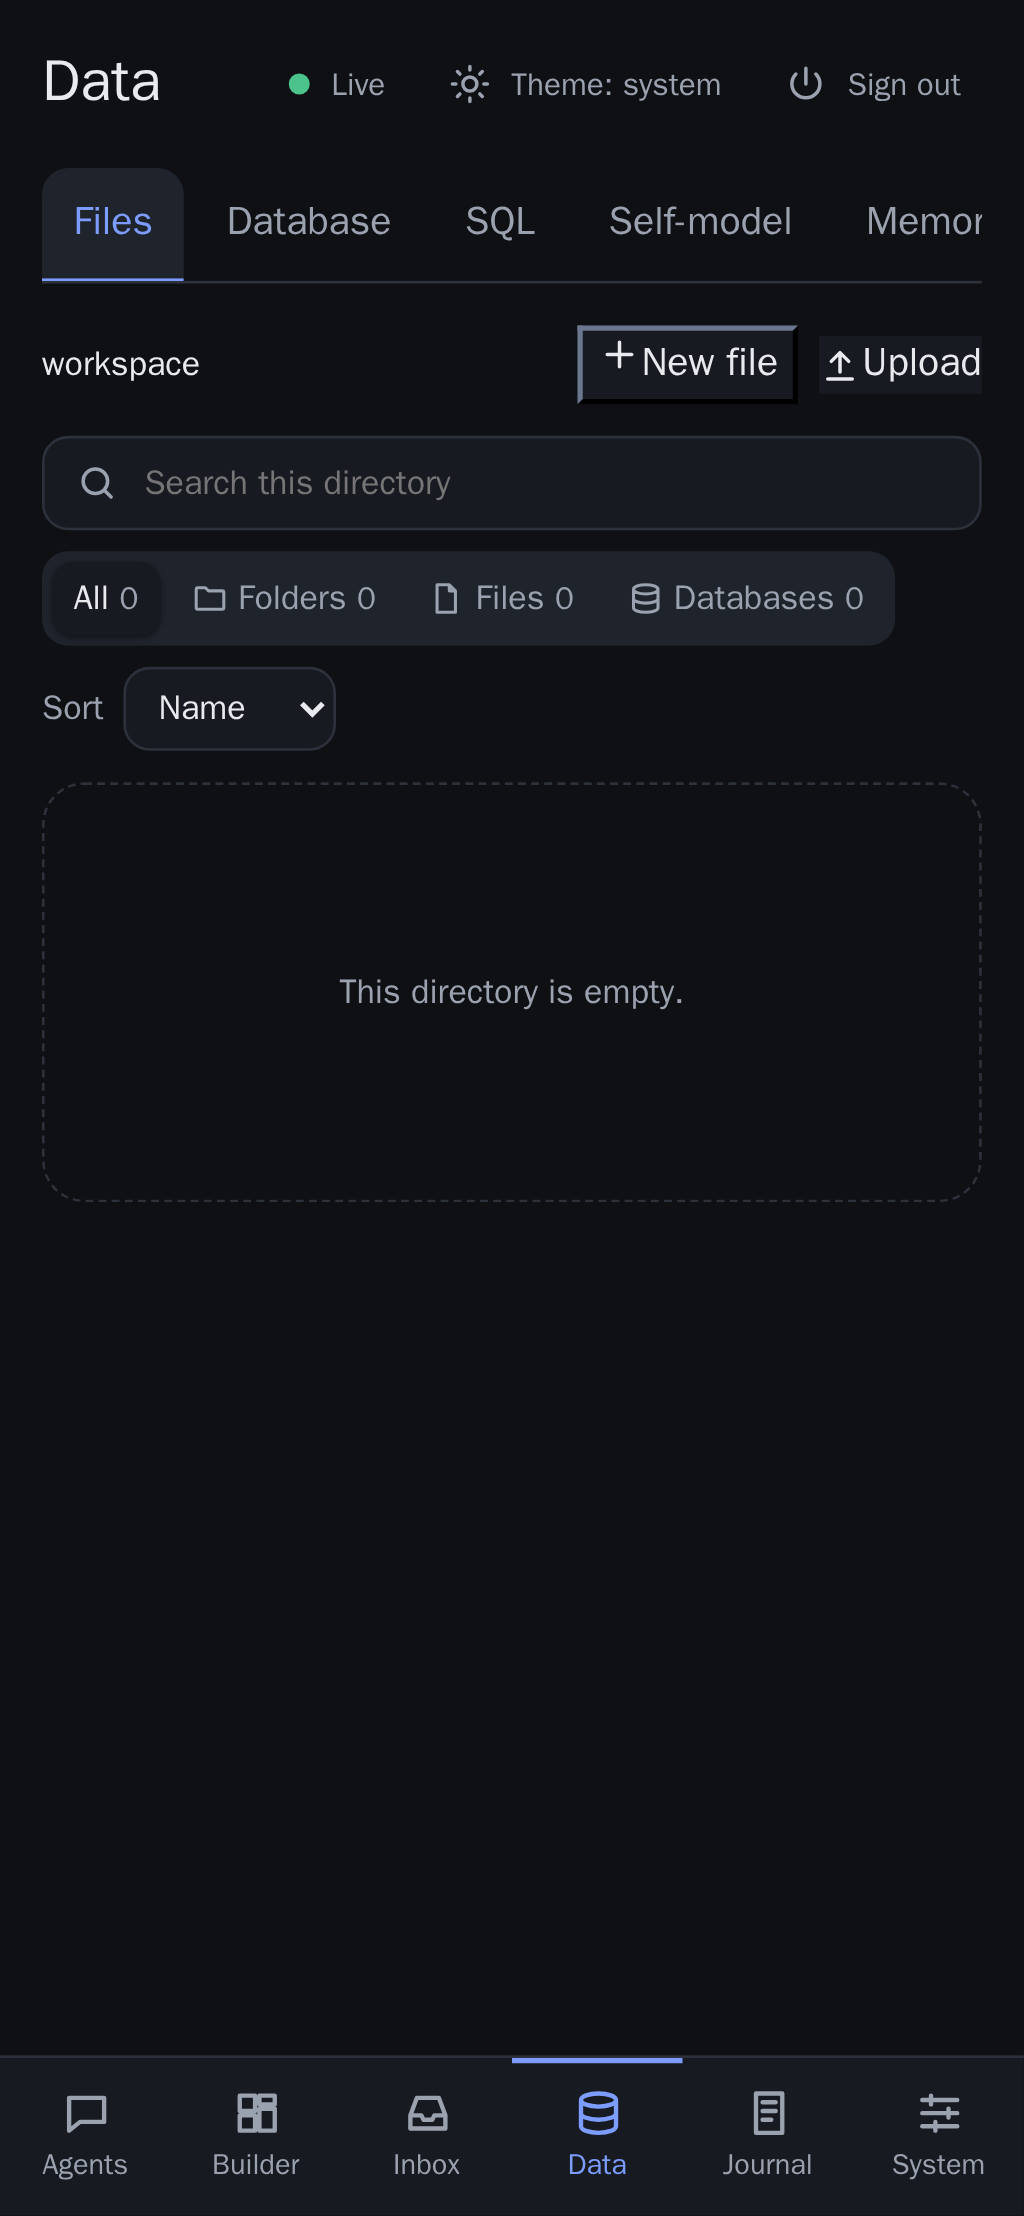 Data Live Theme: system Sign out
Files Database SQL Self-model Memor
workspace New file Upload
Search this directory
All 0 Folders 0 Files 0 Databases 0
Sort Name
This directory is empty.
Agents Builder Inbox Data Journal System